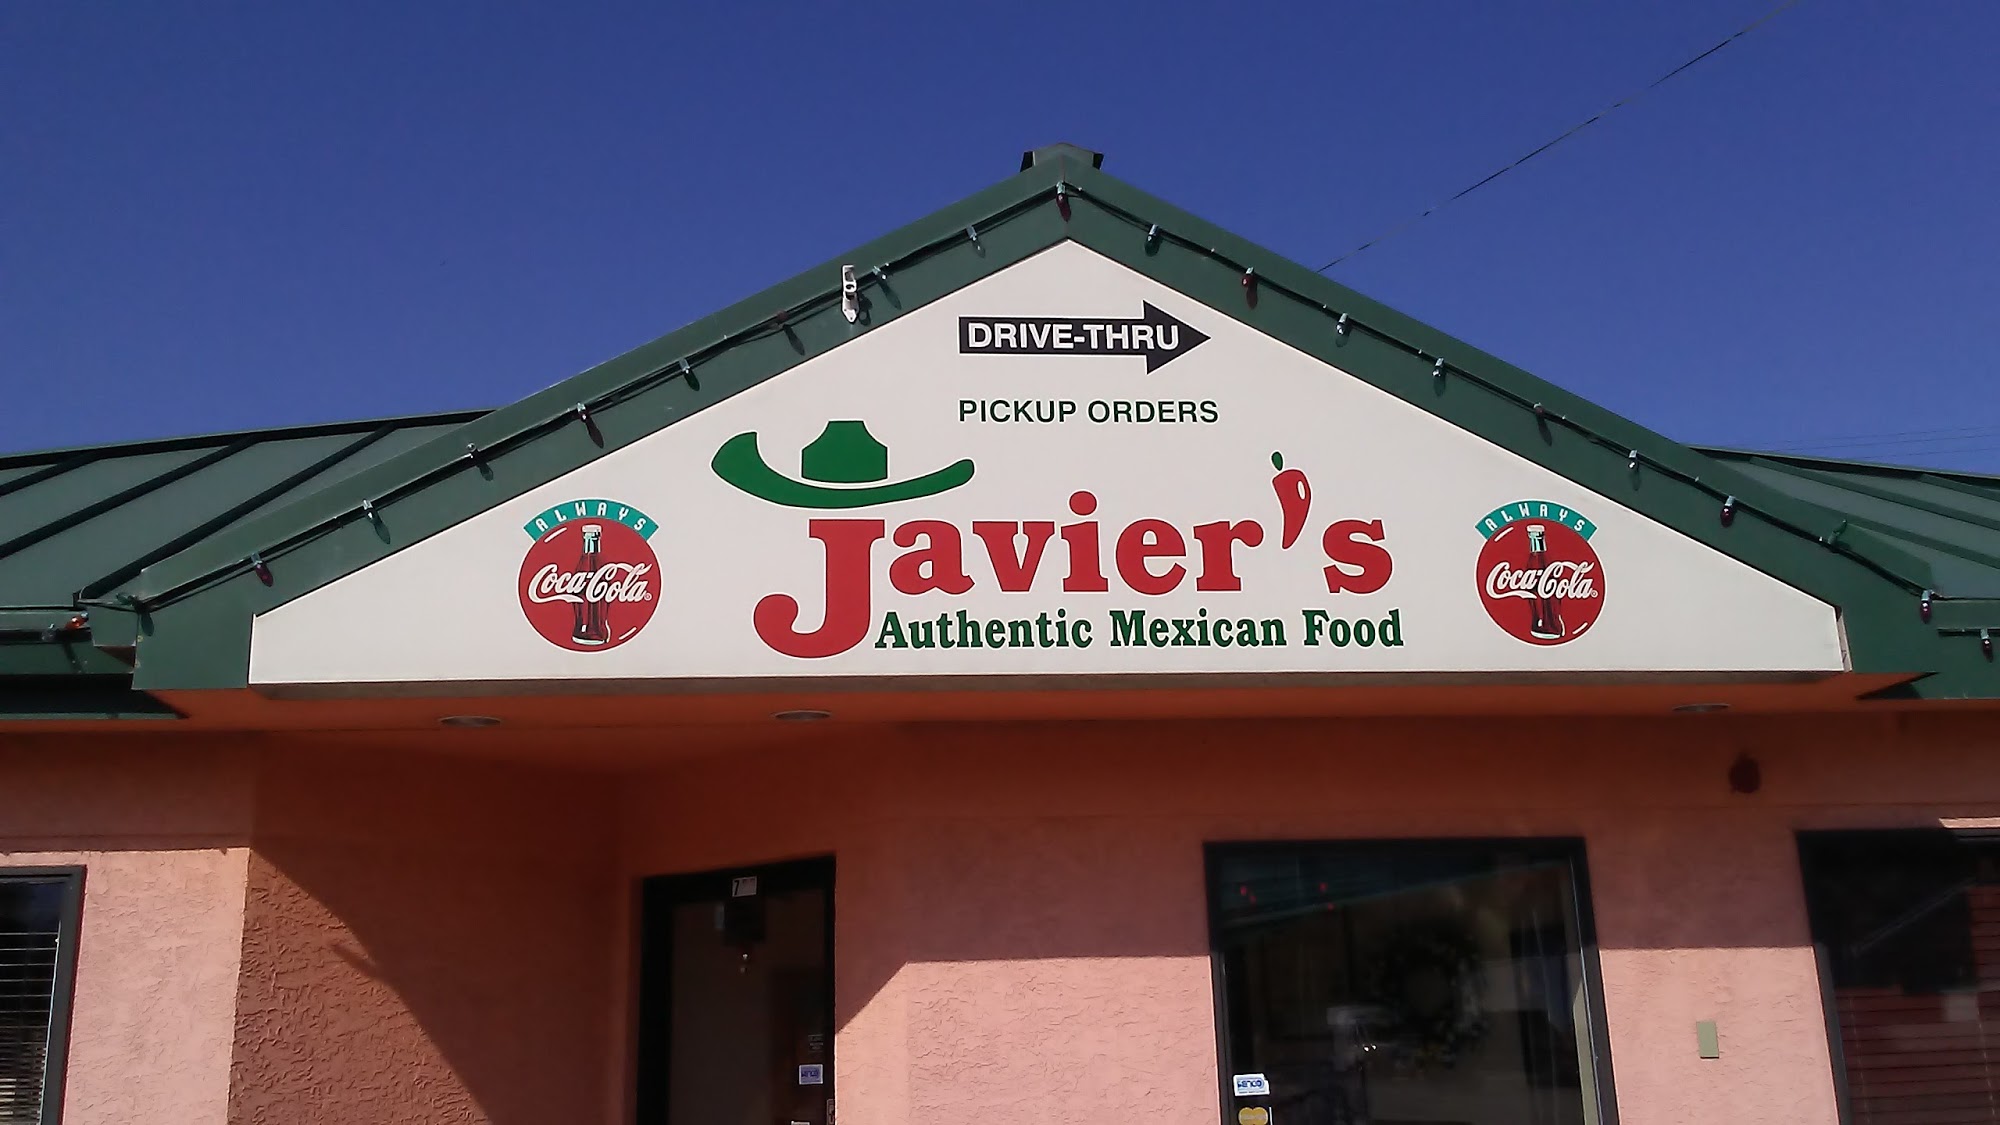 DRIVE-THRU
PICKUP ORDERS
Javier's
Authentic Mexican Food
ALWAYS
Coca-Cola
ALWAYS
Coca-Cola